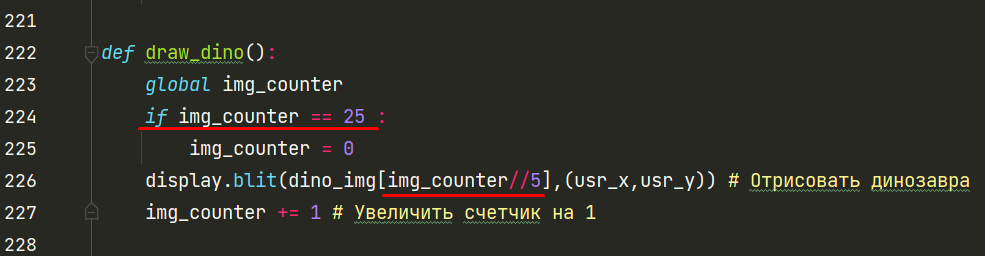 221
222 def draw_dino():
223 global img_counter
224 if img_counter == 25 :
225 img_counter = 0
226 display.blit(dino_img[img_counter//5],(usr_x,usr_y)) # Отрисовать динозавра
227 img_counter += 1 # Увеличить счетчик на 1
228